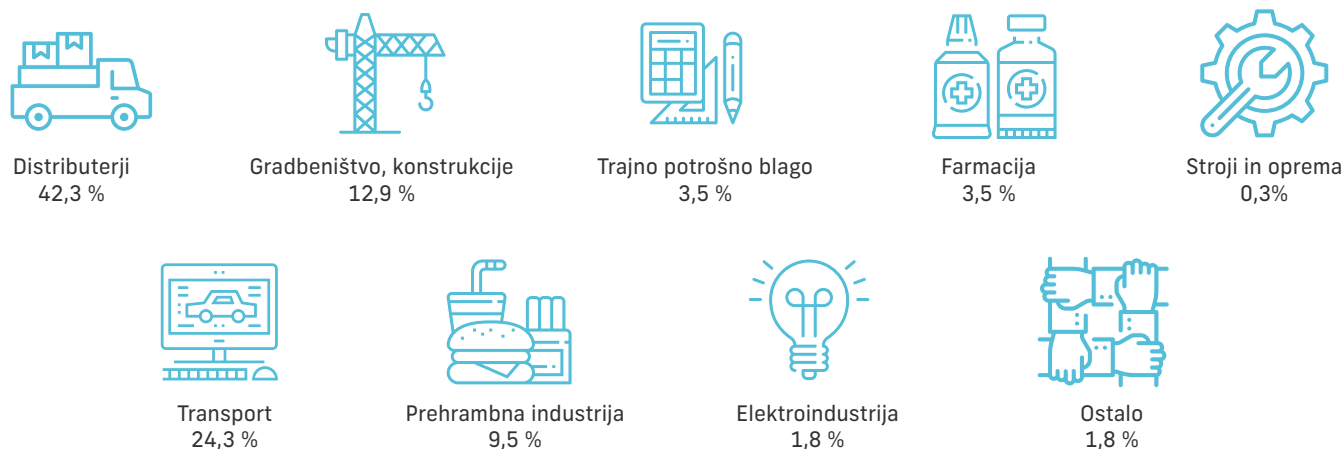 Distributerji
42,3 %
Gradbeništvo, konstrukcije
12,9 %
Trajno potrošno blago
3,5 %
Farmacija
3,5 %
Stroji in oprema
0,3%
Transport
24,3 %
Prehrambna industrija
9,5 %
Elektroindustrija
1,8 %
Ostalo
1,8 %